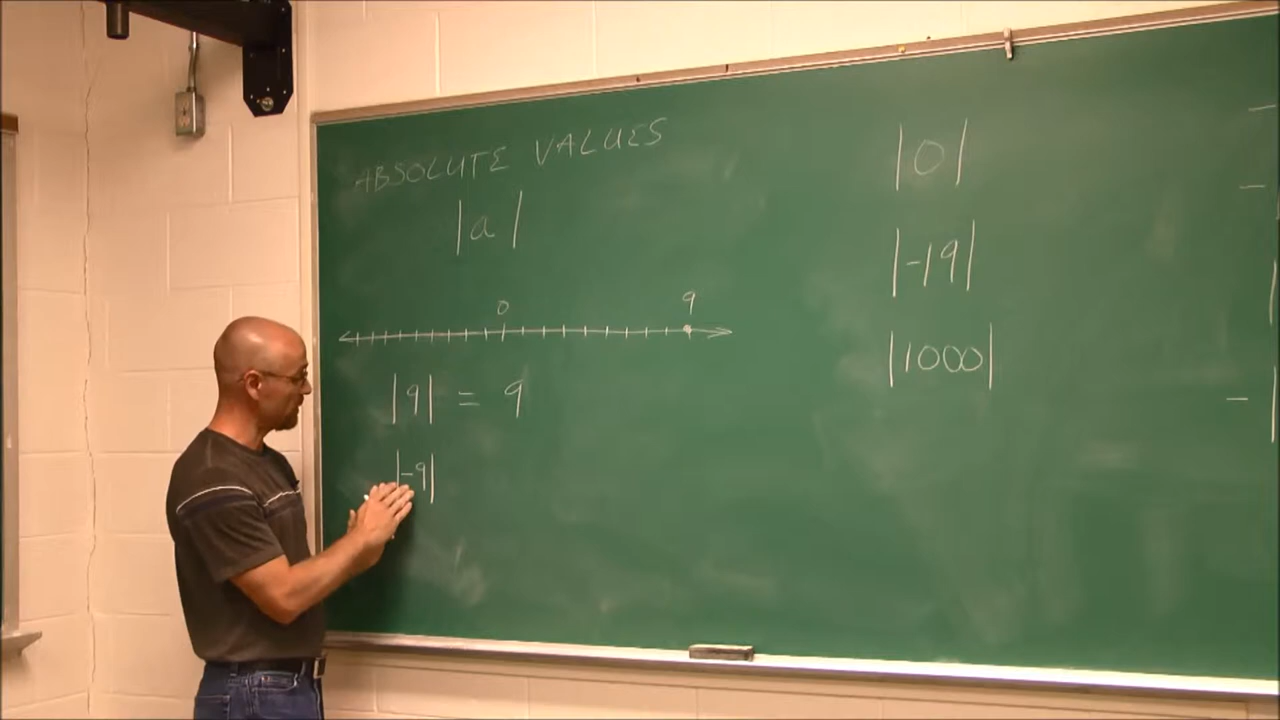 ABSOLUTE VALUES
|a|
0 9
|9| = 9
|-9|
|0|
|-19|
|1000|